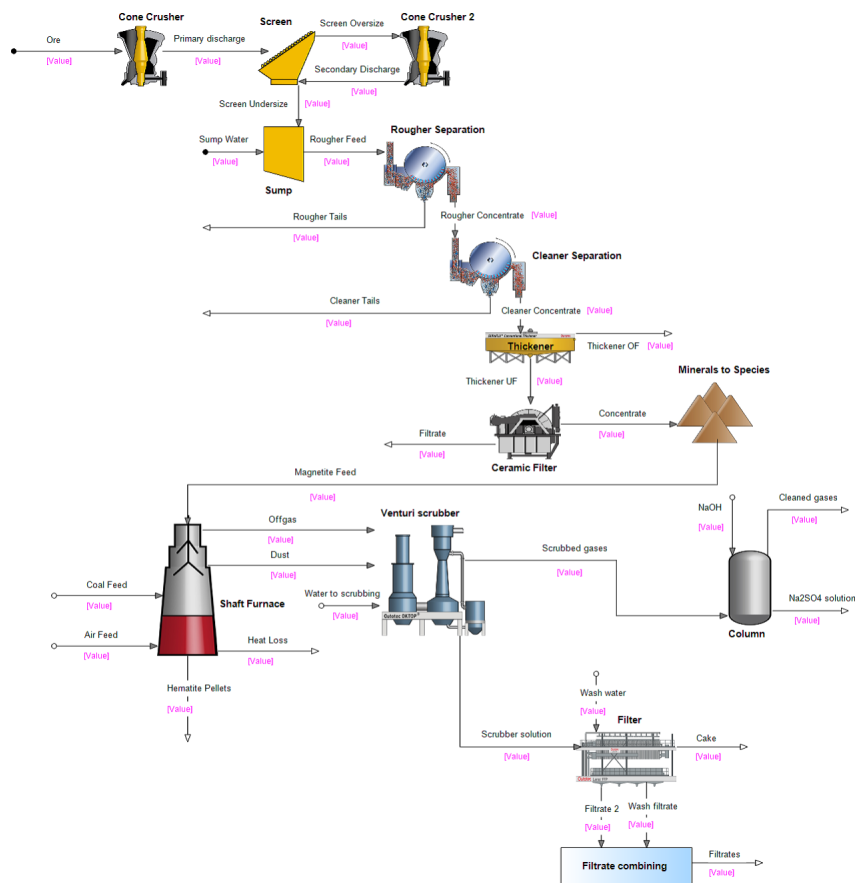 Cone Crusher
Screen
Screen Oversize
[Value]
Cone Crusher 2
Ore
[Value]
Primary discharge
[Value]
Secondary Discharge
[Value]
Screen Undersize
[Value]
Sump Water
[Value]
Rougher Feed
[Value]
Rougher Separation
Sump
Rougher Tails
[Value]
Rougher Concentrate
[Value]
Cleaner Separation
Cleaner Tails
[Value]
Cleaner Concentrate
[Value]
Thickener
Thickener OF
[Value]
Thickener UF
[Value]
Minerals to Species
Filtrate
[Value]
Concentrate
[Value]
Ceramic Filter
Magnetite Feed
[Value]
Offgas
[Value]
Venturi scrubber
NaOH
[Value]
Cleaned gases
[Value]
Dust
[Value]
Scrubbed gases
[Value]
Coal Feed
[Value]
Shaft Furnace
Water to scrubbing
[Value]
Outotec OKTOP
Na2SO4 solution
[Value]
Column
Air Feed
[Value]
Heat Loss
[Value]
Hematite Pellets
[Value]
Wash water
[Value]
Filter
Scrubber solution
[Value]
Cake
[Value]
Filtrate 2
[Value]
Wash filtrate
[Value]
Filtrate combining
Filtrates
[Value]